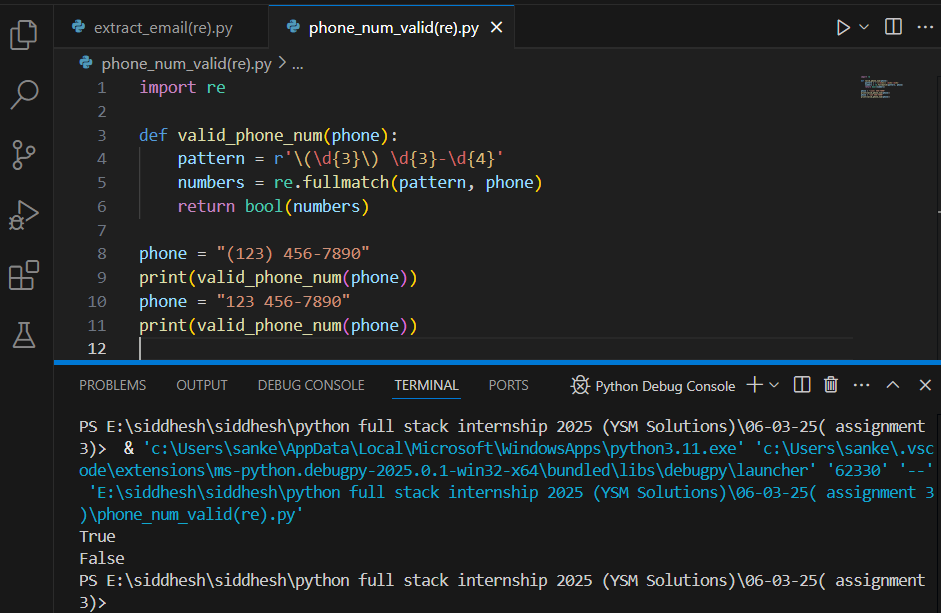 extract_email(re).py
phone_num_valid(re).py
phone_num_valid(re).py > ...
1 import re
2
3 def valid_phone_num(phone):
4     pattern = r'\(\d{3}\) \d{3}-\d{4}'
5     numbers = re.fullmatch(pattern, phone)
6     return bool(numbers)
7
8 phone = "(123) 456-7890"
9 print(valid_phone_num(phone))
10 phone = "123 456-7890"
11 print(valid_phone_num(phone))
12
PROBLEMS OUTPUT DEBUG CONSOLE TERMINAL PORTS Python Debug Console
PS E:\siddhesh\siddhesh\python full stack internship 2025 (YSM Solutions)\06-03-25( assignment
3)>  & 'c:\Users\sanke\AppData\Local\Microsoft\WindowsApps\python3.11.exe' 'c:\Users\sanke\.vsc
ode\extensions\ms-python.debugpy-2025.0.1-win32-x64\bundled\libs\debugpy\launcher' '62330' '--'
'E:\siddhesh\siddhesh\python full stack internship 2025 (YSM Solutions)\06-03-25( assignment 3
)\phone_num_valid(re).py'
True
False
PS E:\siddhesh\siddhesh\python full stack internship 2025 (YSM Solutions)\06-03-25( assignment
3)>